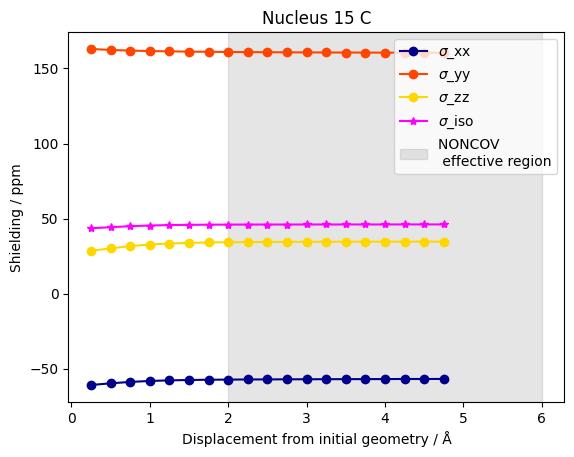 Nucleus 15 C
σ_xx
σ_yy
σ_zz
σ_iso
NONCOV
effective region
150
100
50
0
−50
Shielding / ppm
0 1 2 3 4 5 6
Displacement from initial geometry / Å